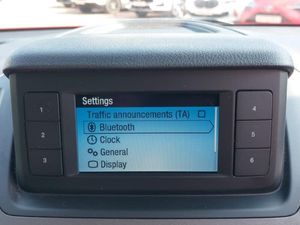 Settings
Traffic announcements (TA)
Bluetooth
Clock
General
Display
1
2
3
4
5
6